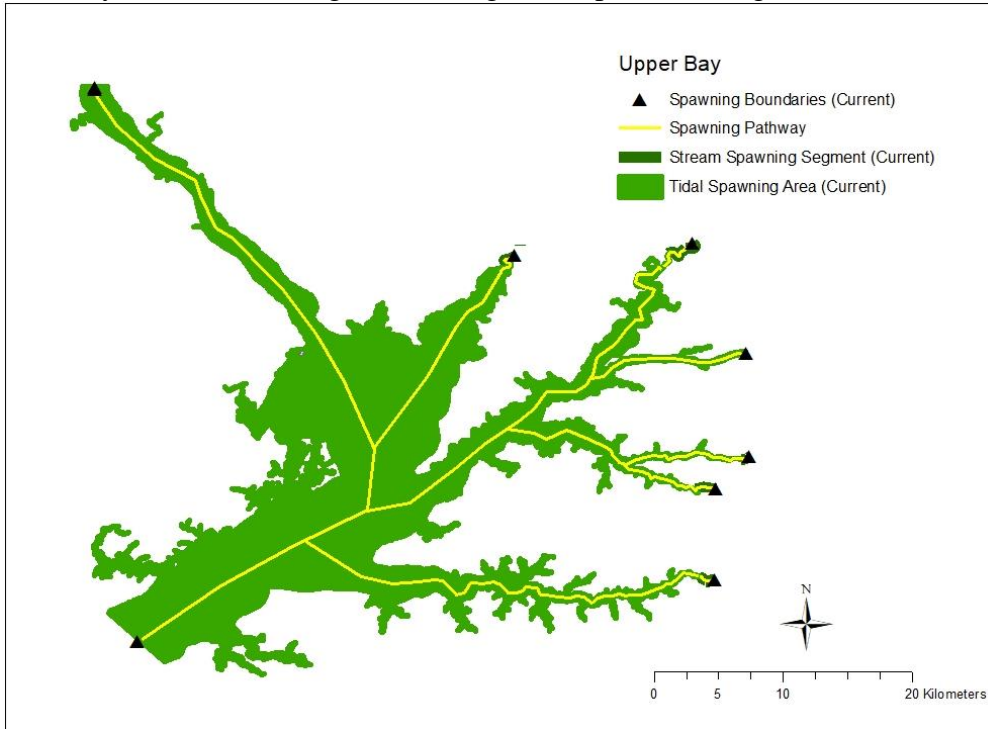 Upper Bay
Spawning Boundaries (Current)
Spawning Pathway
Stream Spawning Segment (Current)
Tidal Spawning Area (Current)
N
0 5 10 20 Kilometers